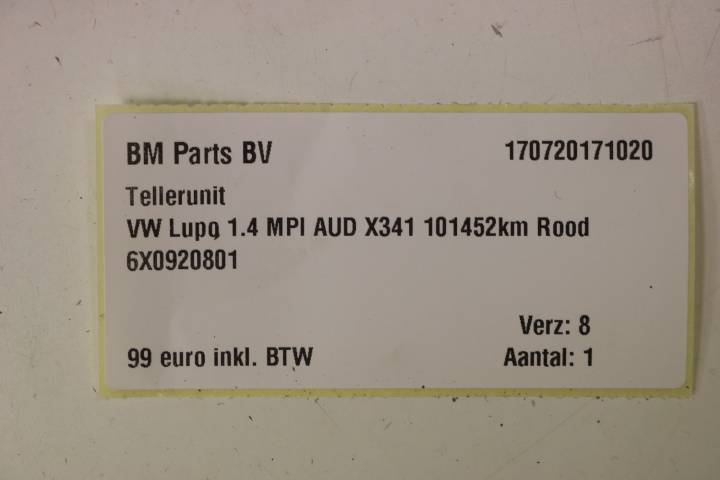 BM Parts BV 170720171020
Tellerunit
VW Lupo 1.4 MPI AUD X341 101452km Rood
6X0920801
Verz: 8
99 euro inkl. BTW Aantal: 1